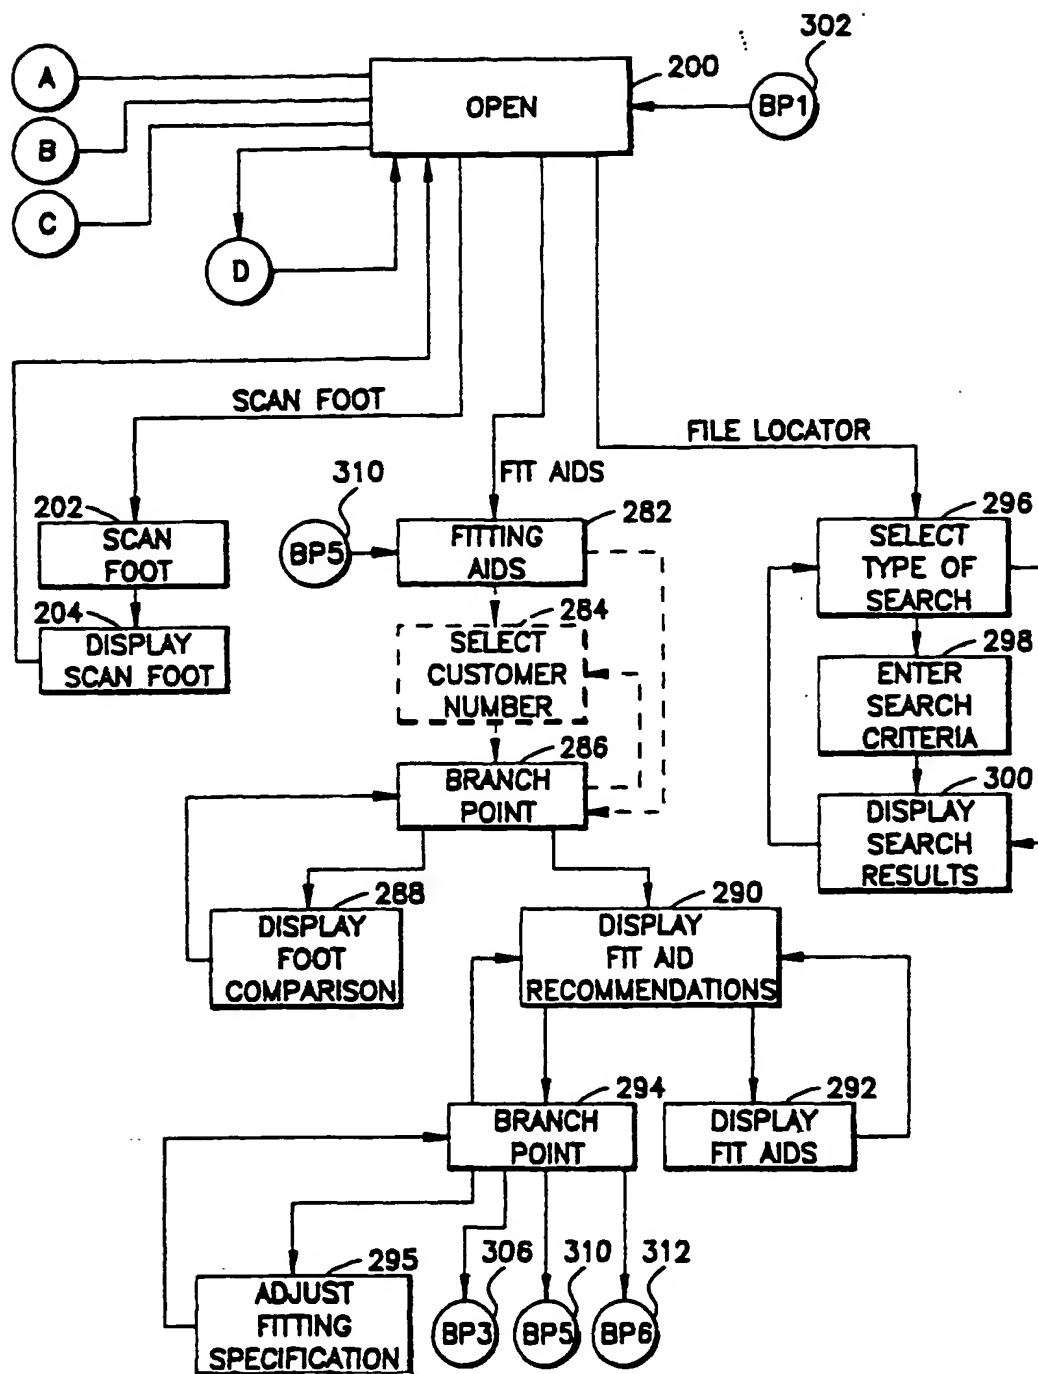 302
A
200
OPEN
BP1
B
C
D
SCAN FOOT
FILE LOCATOR
310
FIT AIDS
202
282
296
SCAN
FOOT
BP5
FITTING
AIDS
SELECT
TYPE OF
SEARCH
204
284
298
DISPLAY
SCAN FOOT
SELECT
CUSTOMER
NUMBER
ENTER
SEARCH
CRITERIA
286
300
BRANCH
POINT
DISPLAY
SEARCH
RESULTS
288
290
DISPLAY
FOOT
COMPARISON
DISPLAY
FIT AID
RECOMMENDATIONS
294
292
BRANCH
POINT
DISPLAY
FIT AIDS
295
306
310
312
ADJUST
FITTING
SPECIFICATION
BP3
BP5
BP6